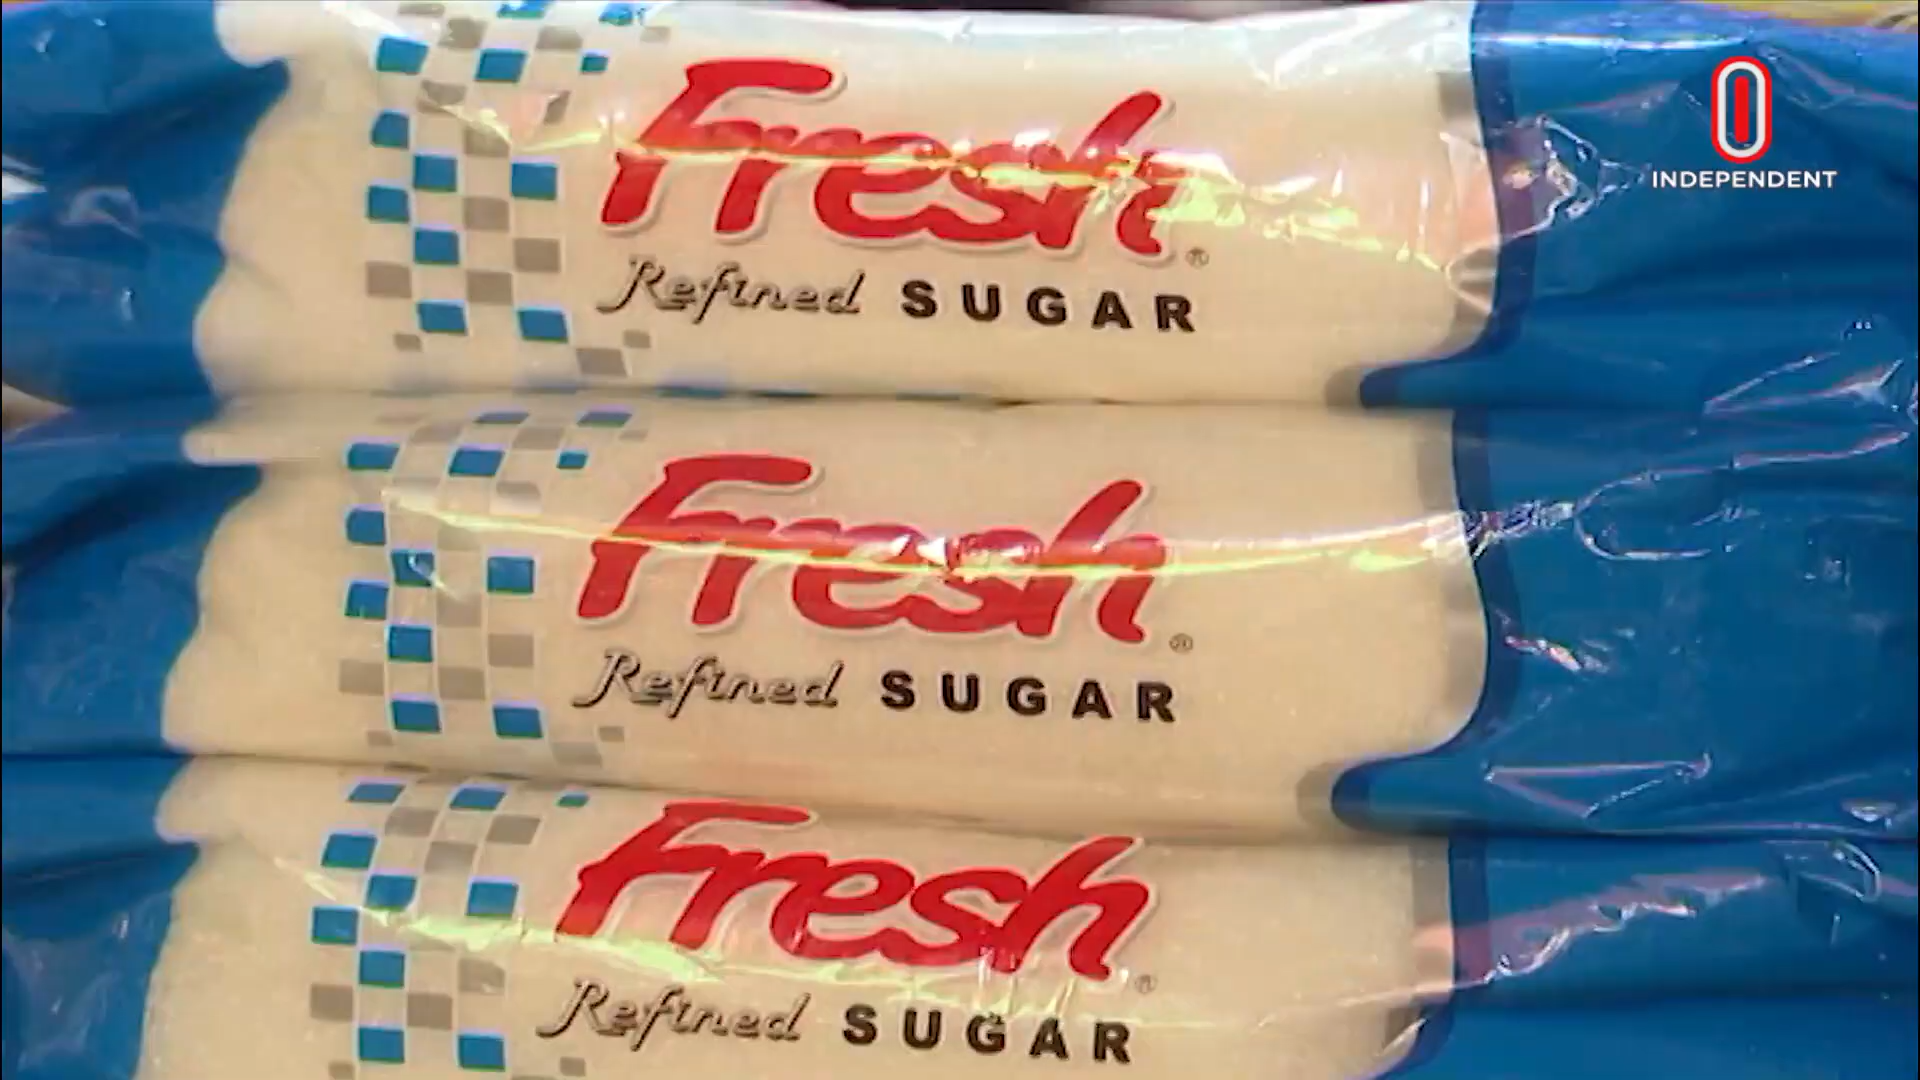 Fresh®
Refined SUGAR
INDEPENDENT
Fresh®
Refined SUGAR
Fresh®
Refined SUGAR